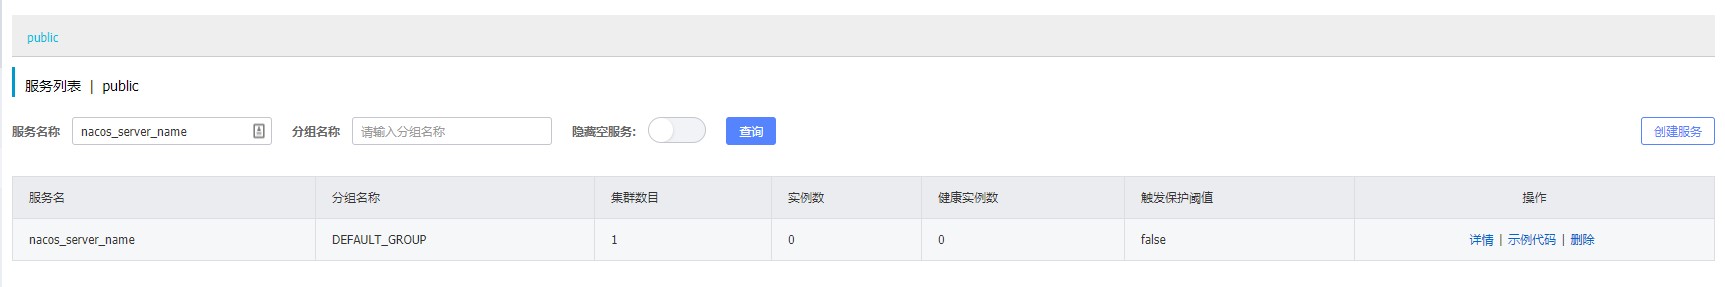 public
服务列表 | public
服务名称 nacos_server_name 分组名称 请输入分组名称 隐藏空服务: 查询 创建服务
服务名 分组名称 集群数目 实例数 健康实例数 触发保护阈值 操作
nacos_server_name DEFAULT_GROUP 1 0 0 false 详情 | 示例代码 | 删除